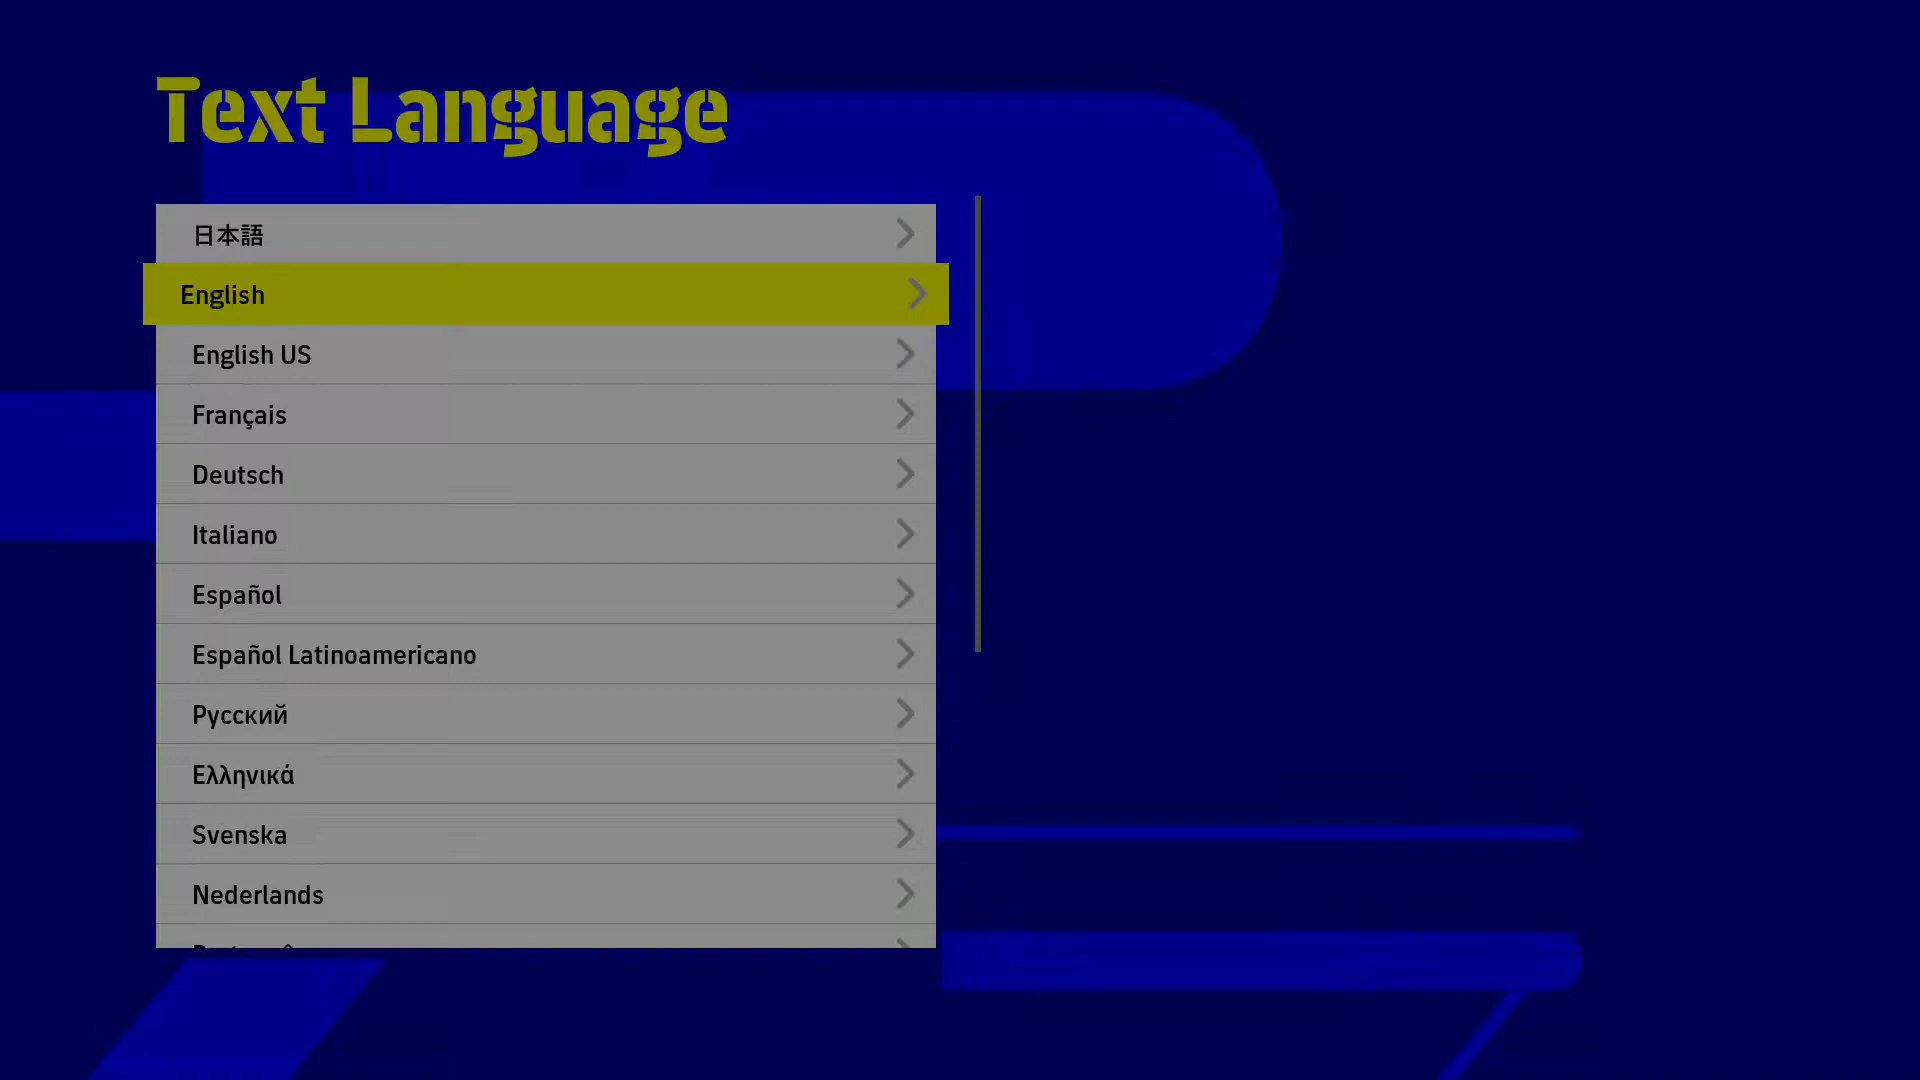 Text Language
日本語
English
English US
Français
Deutsch
Italiano
Español
Español Latinoamericano
Русский
Ελληνικά
Svenska
Nederlands